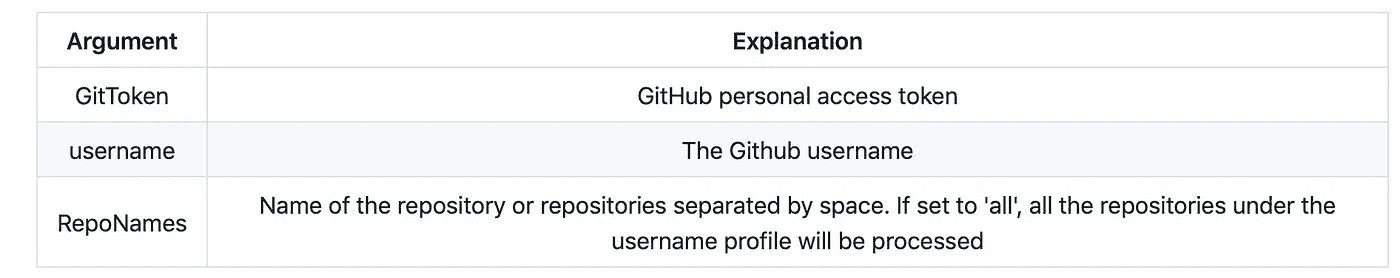 Argument Explanation
GitToken GitHub personal access token
username The Github username
RepoNames Name of the repository or repositories separated by space. If set to 'all', all the repositories under the
username profile will be processed